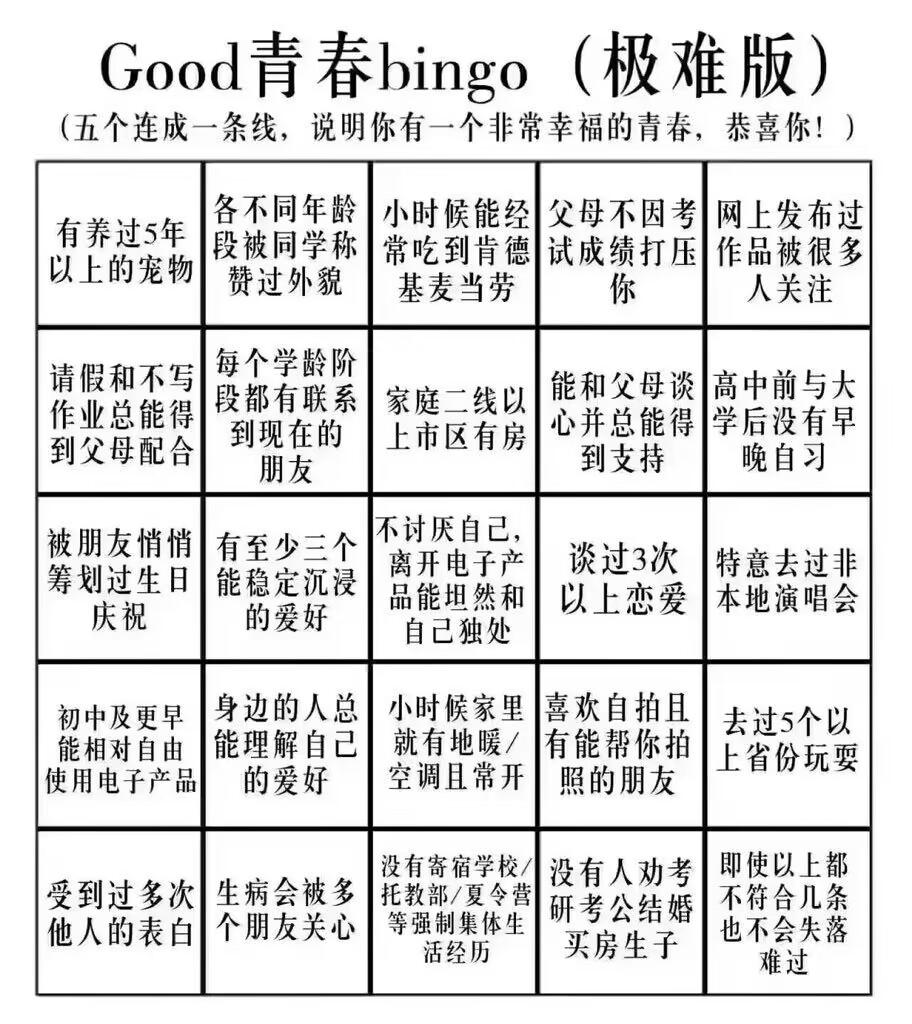 Good青春bingo（极难版）
（五个连成一条线，说明你有一个非常幸福的青春，恭喜你！）
有养过5年
以上的宠物
各不同年龄
段被同学称
赞过外貌
小时候能经
常吃到肯德
基麦当劳
父母不因考
试成绩打压
你
网上发布过
作品被很多
人关注
请假和不写
作业总能得
到父母配合
每个学龄阶
段都有联系
到现在的
朋友
家庭二线以
上市区有房
能和父母谈
心并总能得
到支持
高中前与大
学后没有早
晚自习
被朋友悄悄
筹划过生日
庆祝
有至少三个
能稳定沉浸
的爱好
不讨厌自己，
离开电子产
品能坦然和
自己独处
谈过3次
以上恋爱
特意去过非
本地演唱会
初中及更早
能相对自由
使用电子产品
身边的人总
能理解自己
的爱好
小时候家里
就有地暖/
空调且常开
喜欢自拍且
有能帮你拍
照的朋友
去过5个以
上省份玩耍
受到过多次
他人的表白
生病会被多
个朋友关心
没有寄宿学校/
托教部/夏令营
等强制集体生
活经历
没有人劝考
研考公结婚
买房生子
即使以上都
不符合几条
也不会失落
难过